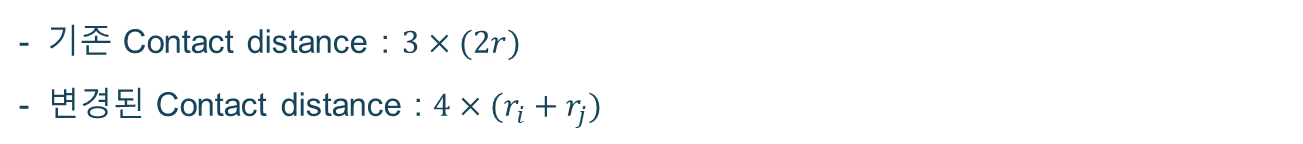 - 기존 Contact distance : 3 × (2𝑟)
- 변경된 Contact distance : 4 × (𝑟ᵢ + 𝑟ⱼ)